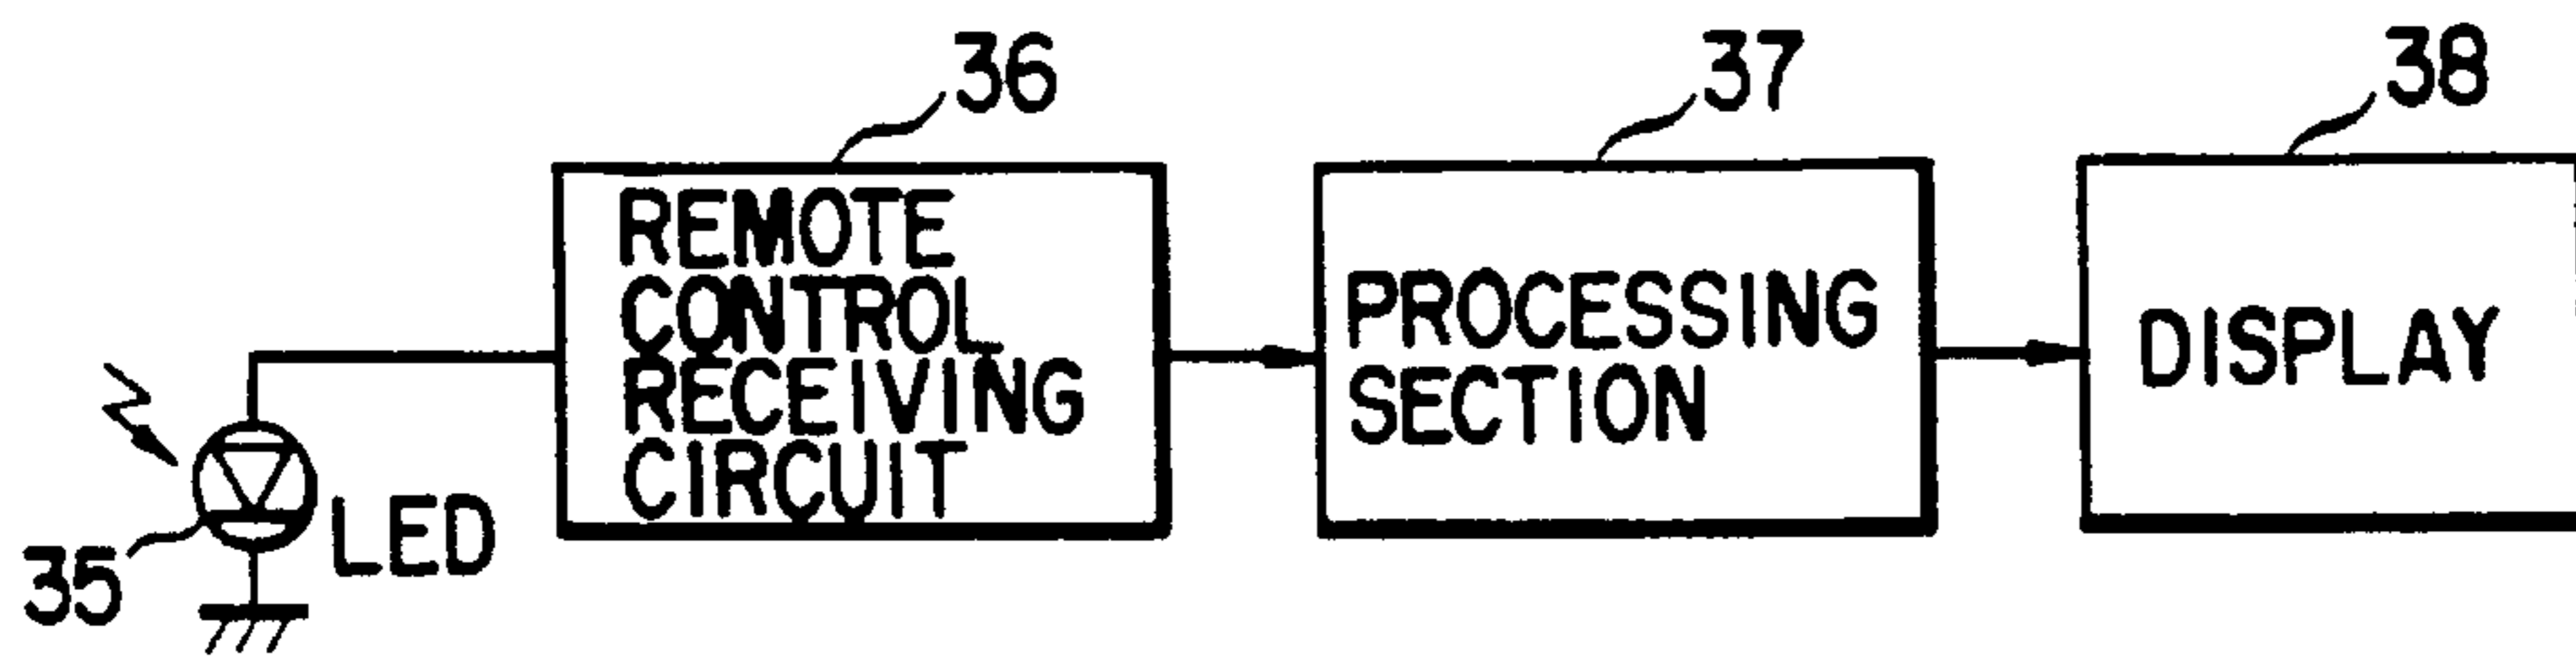 36
37
38
REMOTE
CONTROL
RECEIVING
CIRCUIT
PROCESSING
SECTION
DISPLAY
LED
35